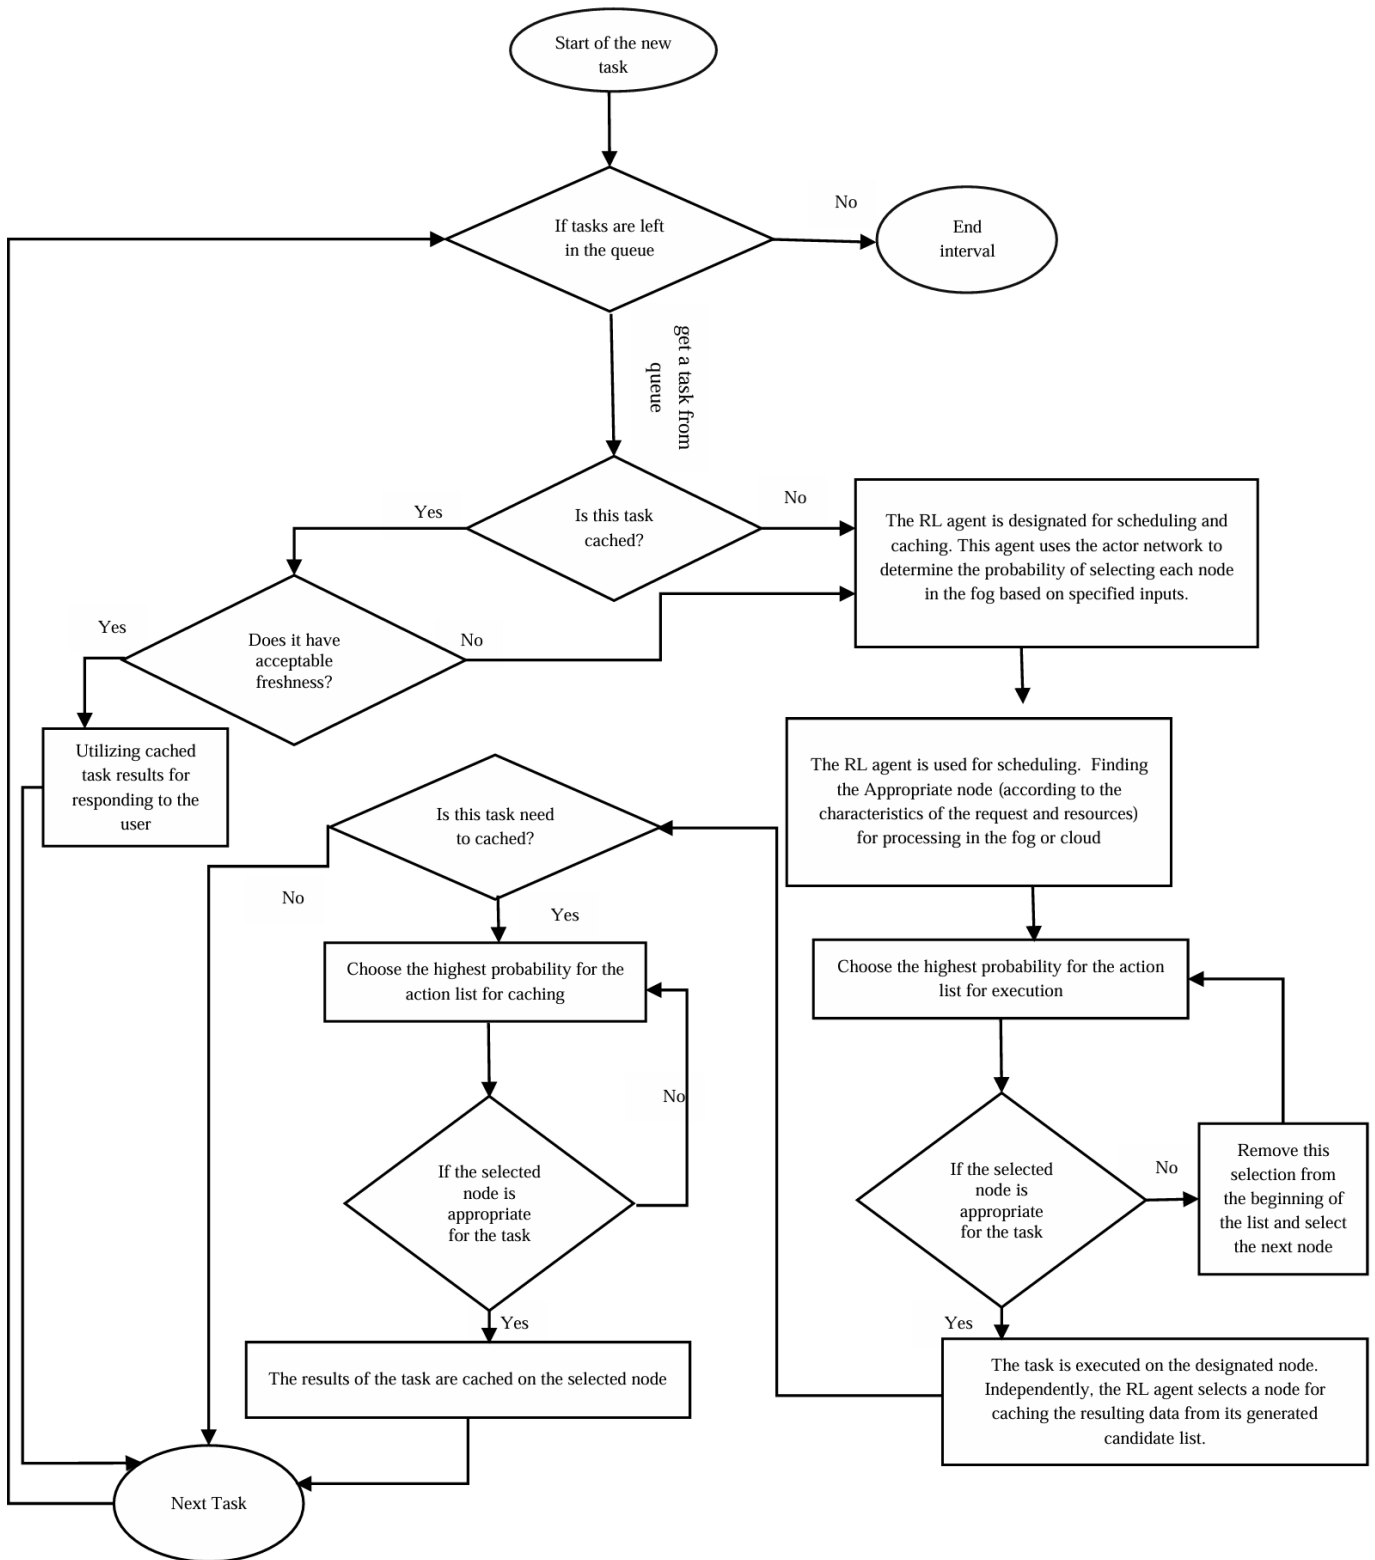 Start of the new
task
No
If tasks are left
in the queue
End
interval
get a task from
queue
Yes
Is this task
cached?
No
The RL agent is designated for scheduling and
caching. This agent uses the actor network to
determine the probability of selecting each node
in the fog based on specified inputs.
Yes
Does it have
acceptable
freshness?
No
Utilizing cached
task results for
responding to the
user
The RL agent is used for scheduling.  Finding
the Appropriate node (according to the
characteristics of the request and resources)
for processing in the fog or cloud
Is this task need
to cached?
No
Yes
Choose the highest probability for the
action list for caching
Choose the highest probability for the action
list for execution
No
If the selected
node is
appropriate
for the task
If the selected
node is
appropriate
for the task
No
Remove this
selection from
the beginning of
the list and select
the next node
Yes
Yes
The results of the task are cached on the selected node
The task is executed on the designated node.
Independently, the RL agent selects a node for
caching the resulting data from its generated
candidate list.
Next Task